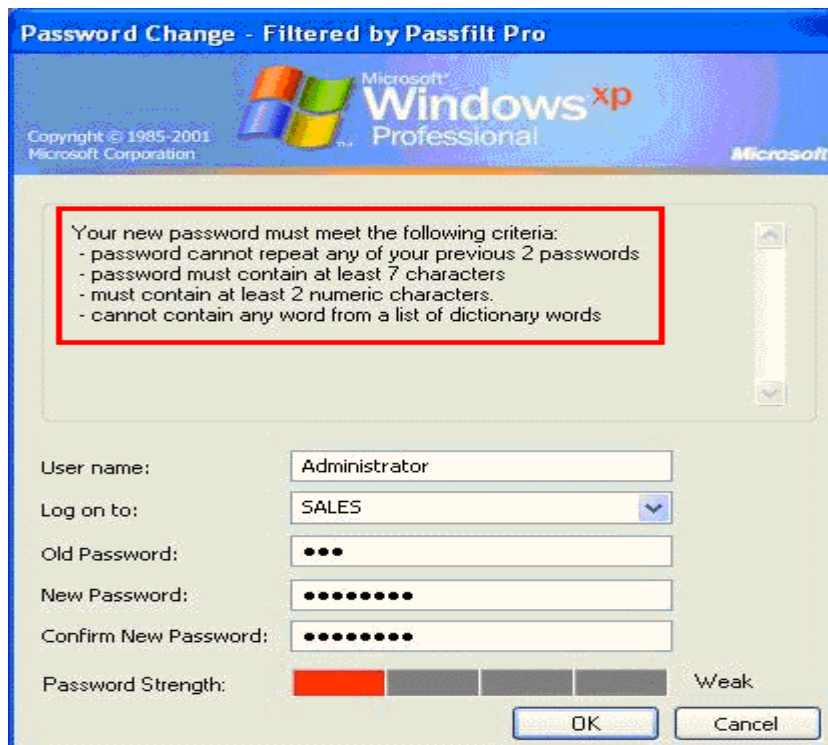 Password Change - Filtered by Passfilt Pro
Microsoft®
Windows xp
Professional
Copyright © 1985-2001
Microsoft Corporation
Microsoft
Your new password must meet the following criteria:
- password cannot repeat any of your previous 2 passwords
- password must contain at least 7 characters
- must contain at least 2 numeric characters.
- cannot contain any word from a list of dictionary words
User name:
Administrator
Log on to:
SALES
Old Password:
•••
New Password:
••••••••
Confirm New Password:
••••••••
Password Strength:
Weak
OK
Cancel